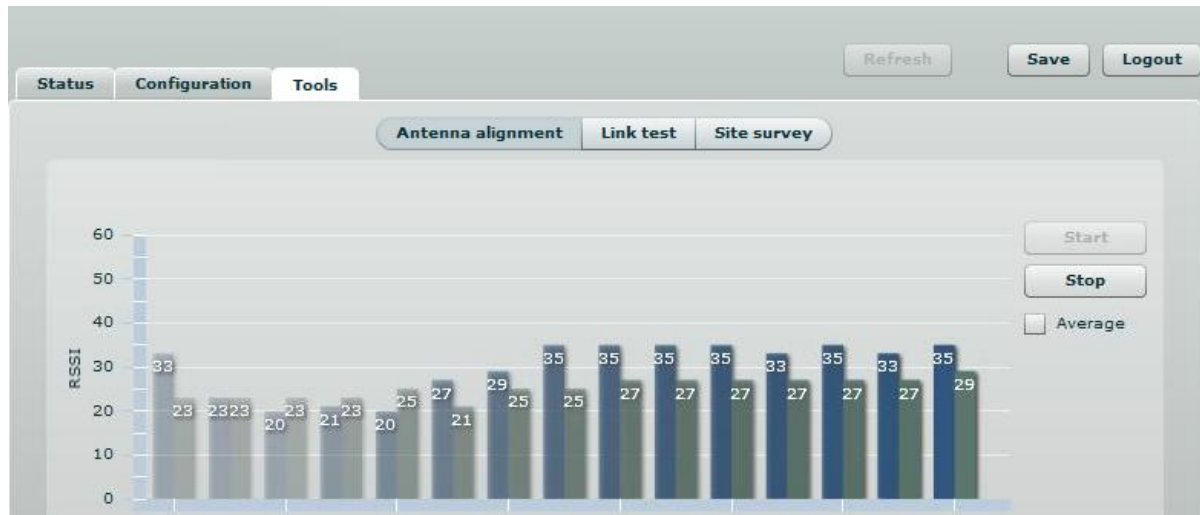 Refresh Save Logout
Status Configuration Tools
Antenna alignment Link test Site survey
60
Start
50
Stop
40
Average
RSSI
30
20
10
0
33 23 23 23 20 23 21 23 20 25 27 21 29 25 35 25 35 27 35 27 35 27 33 27 35 27 33 27 35 29